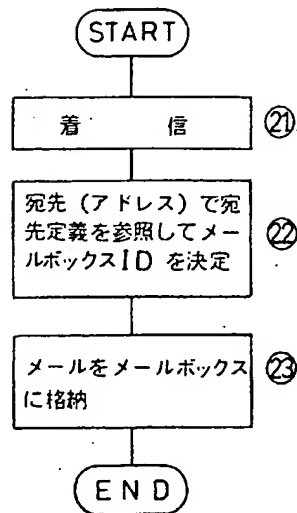 START
着信 ㉑
宛先(アドレス)で宛
先定義を参照してメー
ルボックスIDを決定 ㉒
メールをメールボックス
に格納 ㉓
END